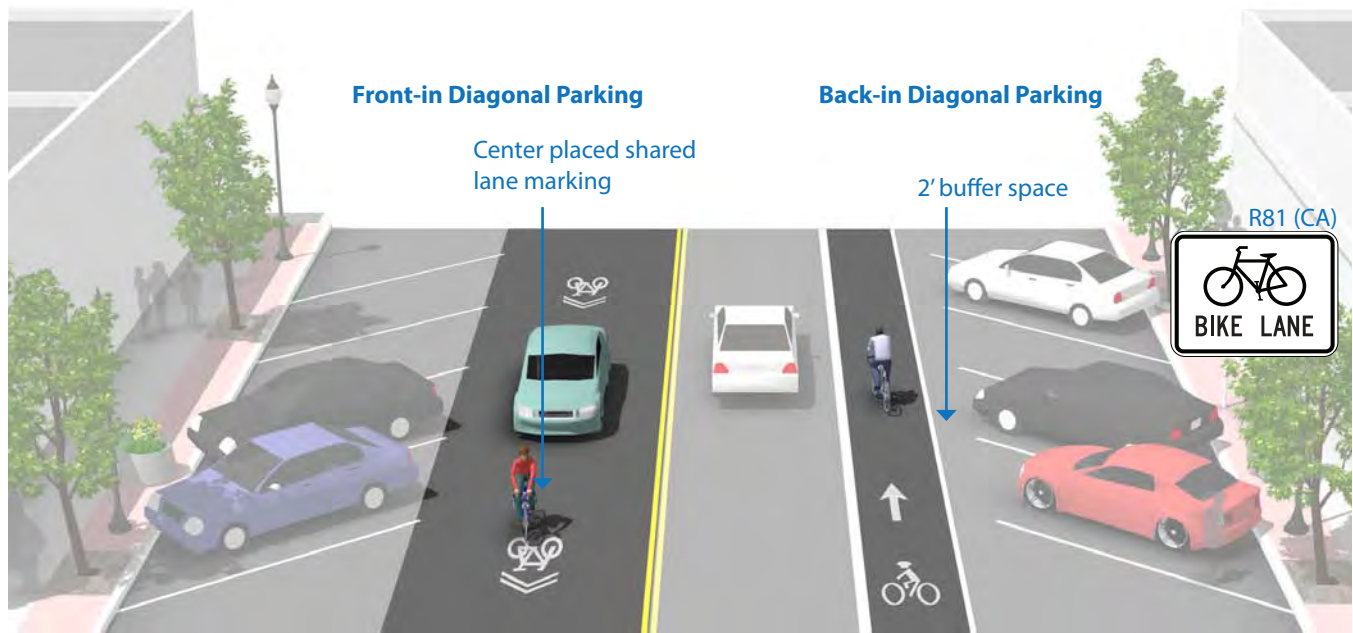 Front-in Diagonal Parking
Back-in Diagonal Parking
Center placed shared
lane marking
2’ buffer space
R81 (CA)
BIKE LANE